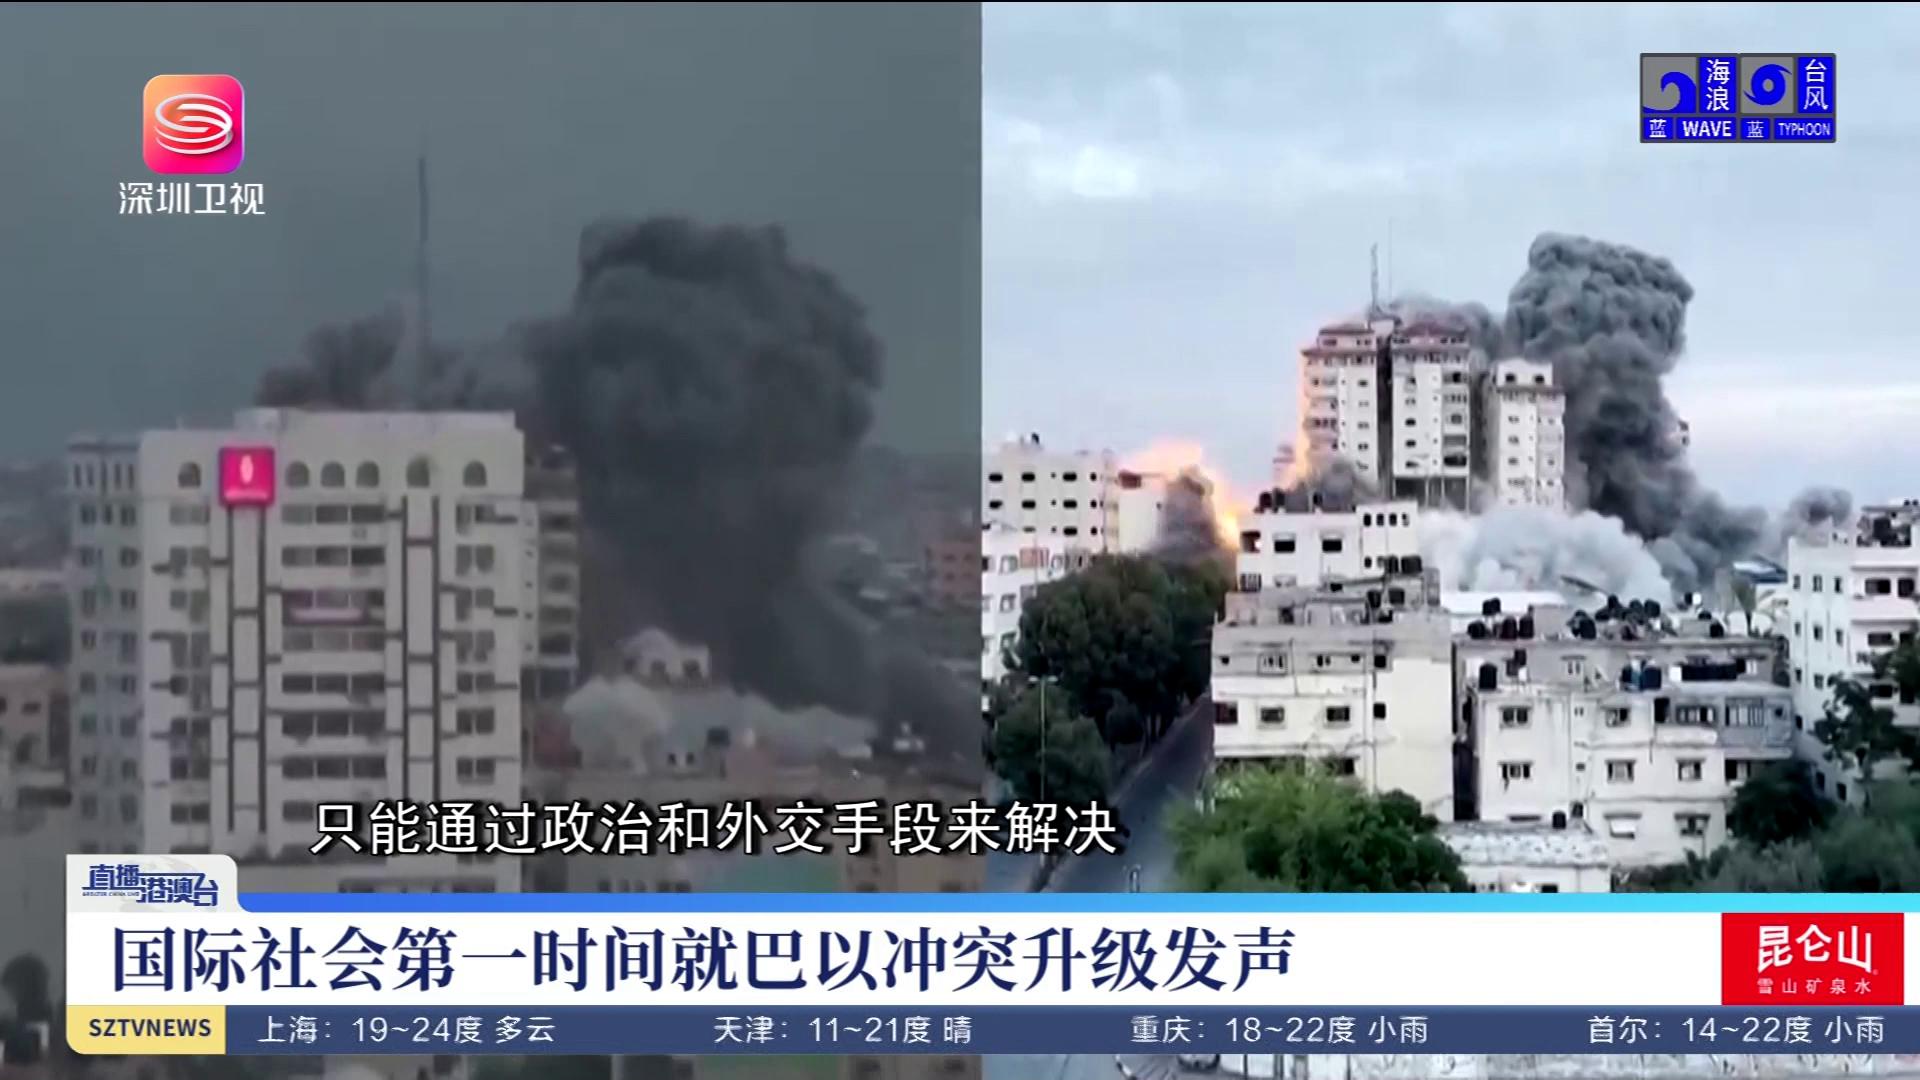 深圳卫视
海浪
台风
蓝 WAVE 蓝 TYPHOON
只能通过政治和外交手段来解决
直播港澳台
国际社会第一时间就巴以冲突升级发声
昆仑山
雪山矿泉水
SZTVNEWS 上海：19~24度 多云 天津：11~21度 晴 重庆：18~22度 小雨 首尔：14~22度 小雨